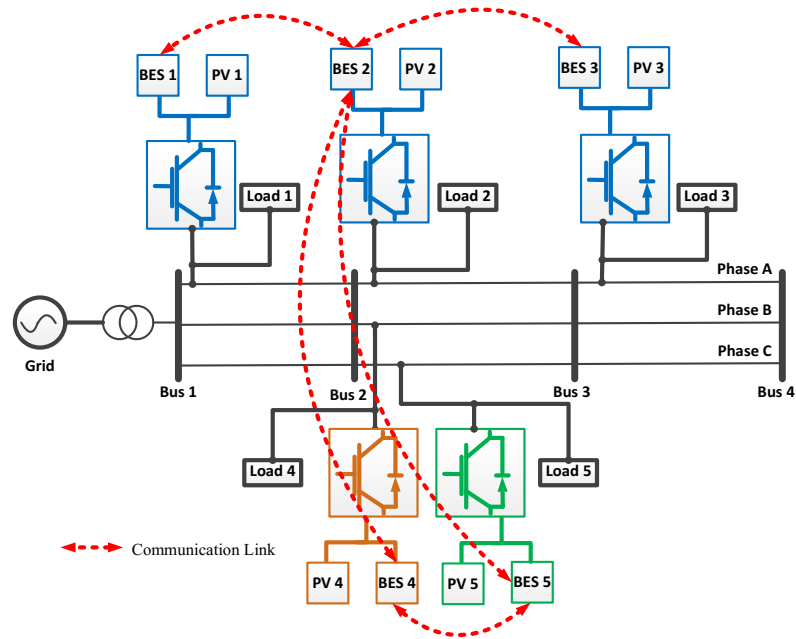 BES 1
PV 1
BES 2
PV 2
BES 3
PV 3
Load 1
Load 2
Load 3
Phase A
Phase B
Phase C
Grid
Bus 1
Bus 2
Bus 3
Bus 4
Load 4
Load 5
Communication Link
PV 4
BES 4
PV 5
BES 5